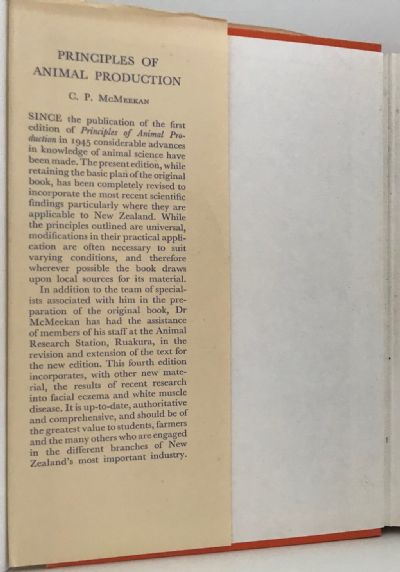 PRINCIPLES OF
ANIMAL PRODUCTION
C. P. McMEEKAN
SINCE the publication of the first
edition of Principles of Animal Pro-
duction in 1945 considerable advances
in knowledge of animal science have
been made. The present edition, while
retaining the basic plan of the original
book, has been completely revised to
incorporate the most recent scientific
findings particularly where they are
applicable to New Zealand. While
the principles outlined are universal,
modifications in their practical appli-
cation are often necessary to suit
varying conditions, and therefore
wherever possible the book draws
upon local sources for its material.
In addition to the team of special-
ists associated with him in the pre-
paration of the original book, Dr
McMeekan has had the assistance
of members of his staff at the Animal
Research Station, Ruakura, in the
revision and extension of the text for
the new edition. This fourth edition
incorporates, with other new mate-
rial, the results of recent research
into facial eczema and white muscle
disease. It is up-to-date, authoritative
and comprehensive, and should be of
the greatest value to students, farmers
and the many others who are engaged
in the different branches of New
Zealand's most important industry.